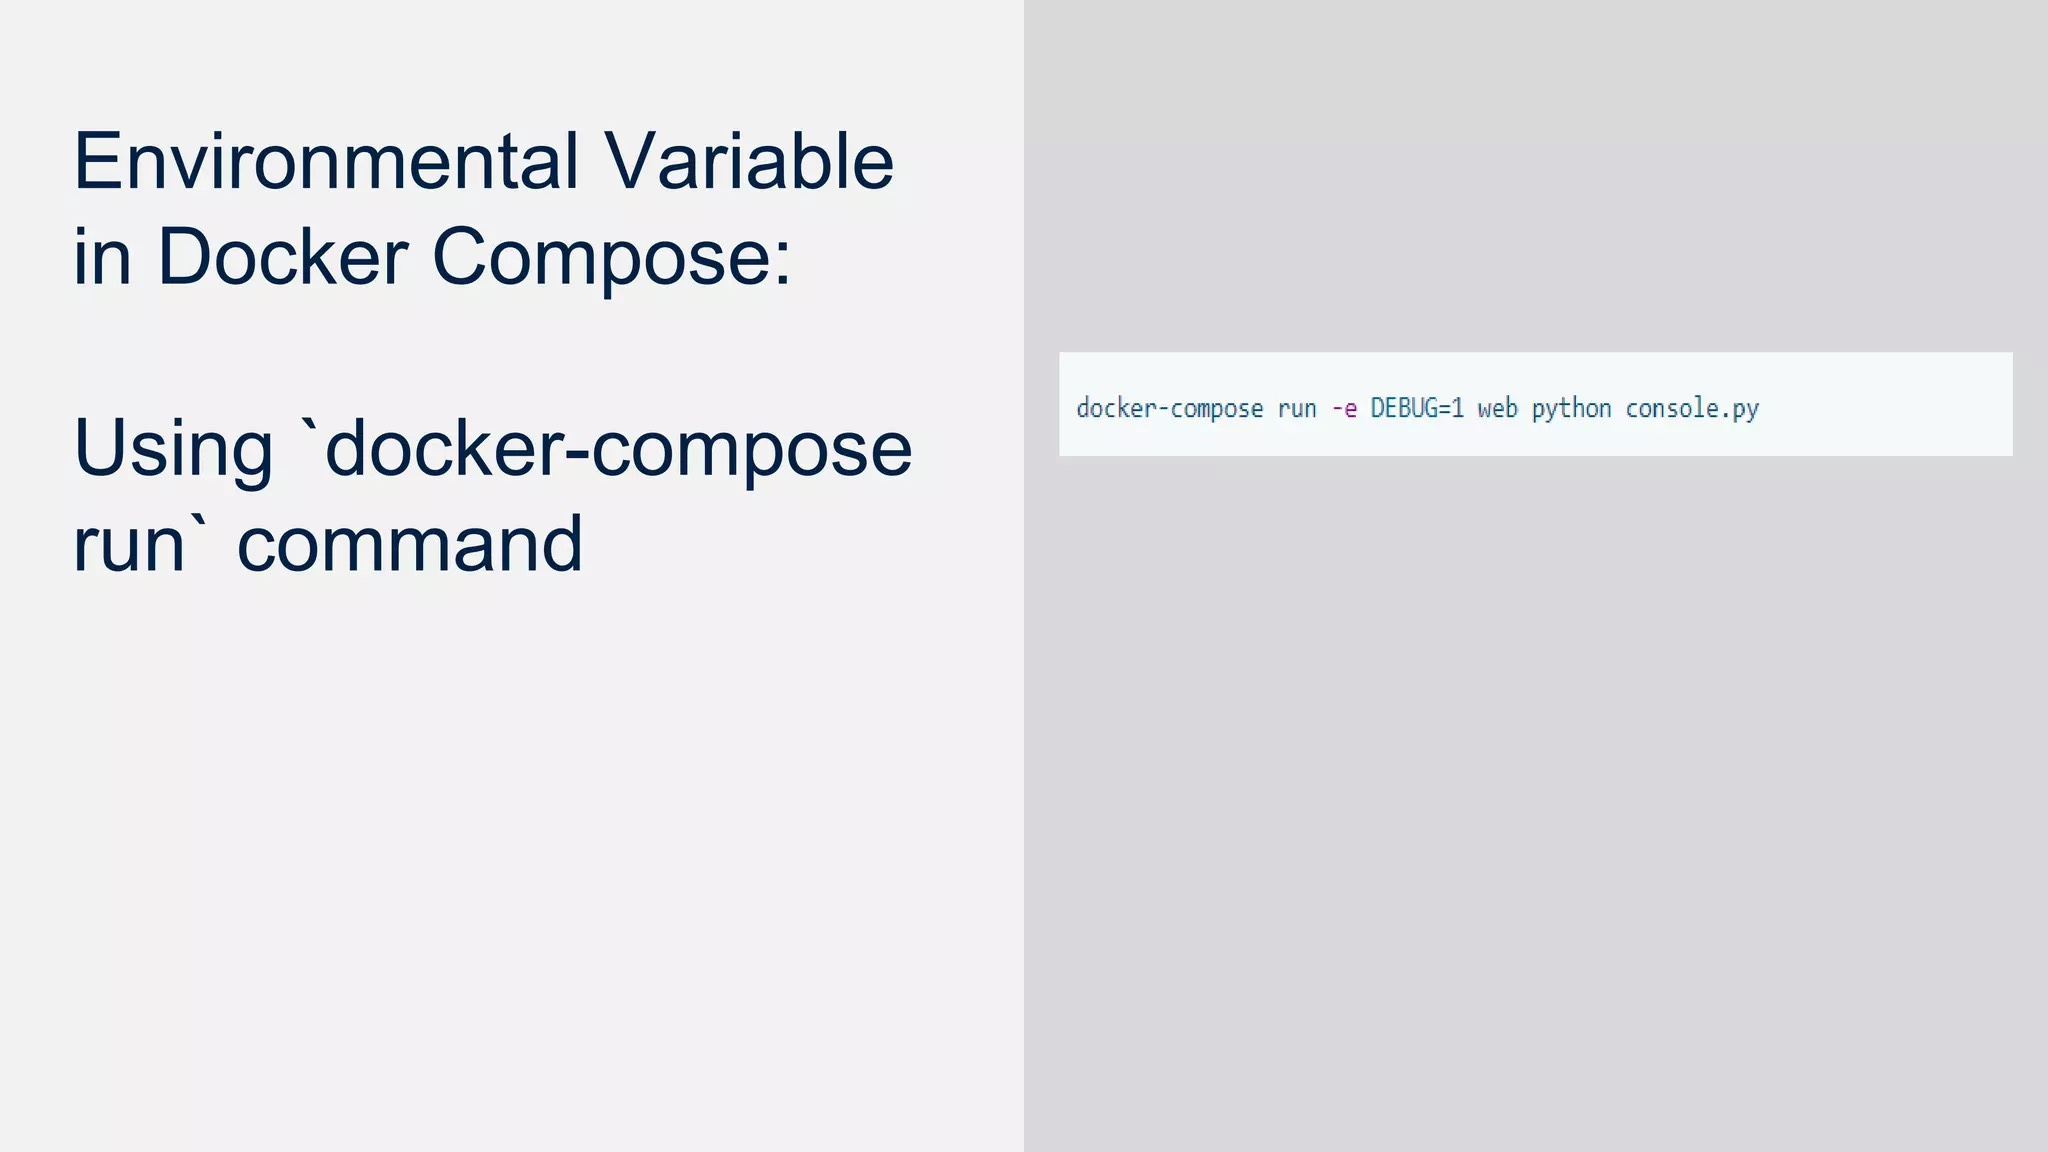 Environmental Variable
in Docker Compose:
Using `docker-compose
run` command
docker-compose run -e DEBUG=1 web python console.py